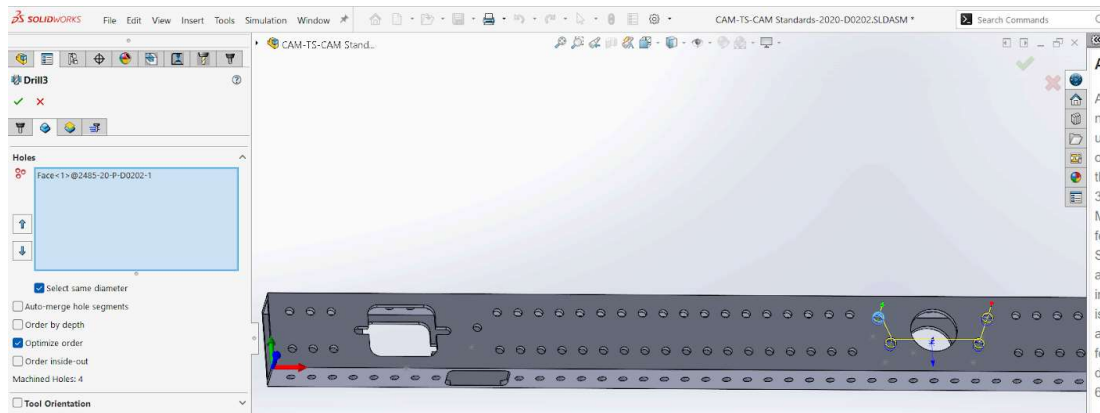 3S SOLIDWORKS File Edit View Insert Tools Simulation Window CAM-TS-CAM Standards-2020-D0202.SLDASM * Search Commands
CAM-TS-CAM Stand...
Drill3
Holes
Face<1>@2485-20-P-D0202-1
Select same diameter
Auto-merge hole segments
Order by depth
Optimize order
Order inside-out
Machined Holes: 4
Tool Orientation